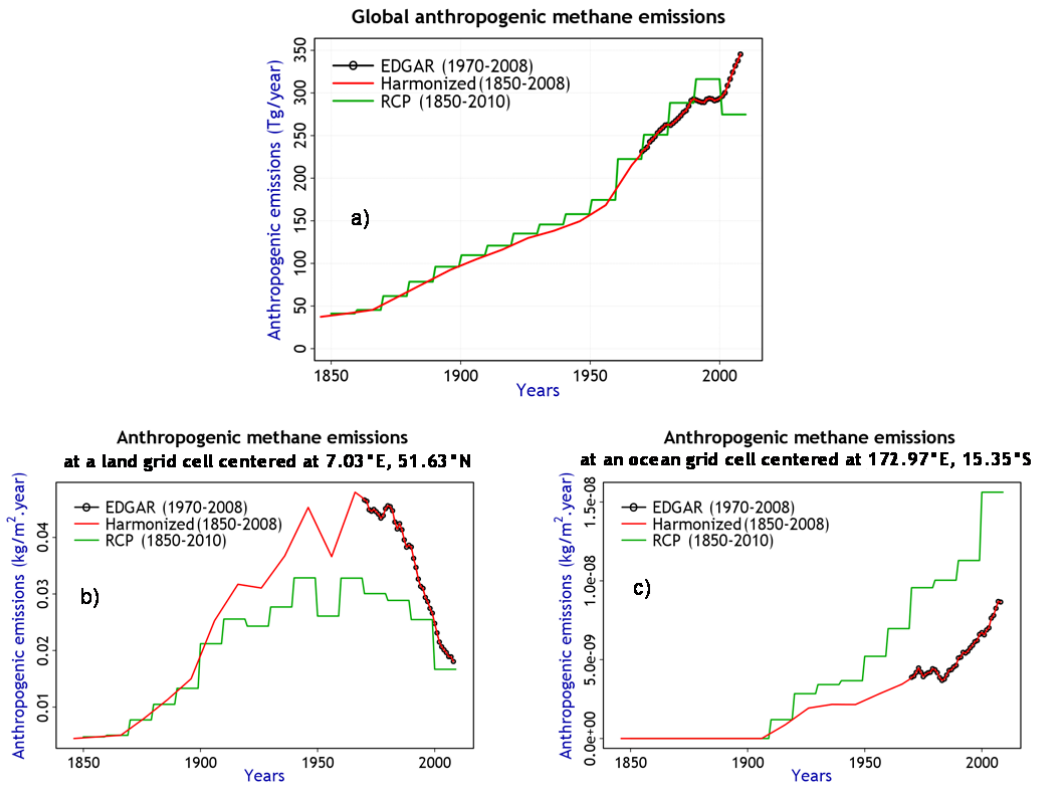 Global anthropogenic methane emissions
EDGAR (1970-2008)
Harmonized(1850-2008)
RCP (1850-2010)
Anthropogenic emissions (Tg/year)
350
300
250
200
150
100
50
0
a)
1850
1900
1950
2000
Years
Anthropogenic methane emissions
at a land grid cell centered at 7.03°E, 51.63°N
EDGAR (1970-2008)
Harmonized(1850-2008)
RCP (1850-2010)
Anthropogenic emissions (kg/m².year)
0.04
0.03
0.02
0.01
b)
1850
1900
1950
2000
Years
Anthropogenic methane emissions
at an ocean grid cell centered at 172.97°E, 15.35°S
EDGAR (1970-2008)
Harmonized(1850-2008)
RCP (1850-2010)
Anthropogenic emissions (kg/m².year)
1.5e-08
1.0e-08
5.0e-09
0.0e+00
c)
1850
1900
1950
2000
Years